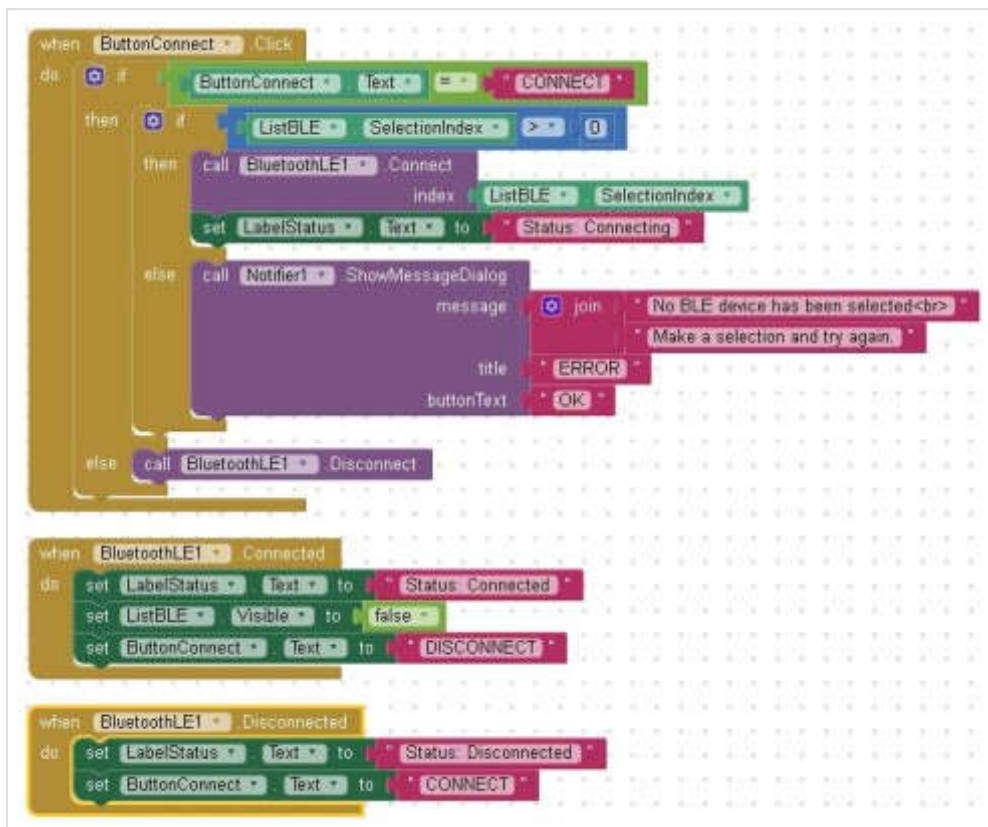 when ButtonConnect .Click
do if ButtonConnect . Text = " CONNECT "
then if ListBLE . SelectionIndex > 0
then call BluetoothLE1 .Connect
index ListBLE . SelectionIndex
set LabelStatus . Text to " Status: Connecting "
else call Notifier1 .ShowMessageDialog
message join " No BLE device has been selected<br> "
" Make a selection and try again. "
title " ERROR "
buttonText " OK "
else call BluetoothLE1 .Disconnect
when BluetoothLE1 .Connected
do set LabelStatus . Text to " Status: Connected "
set ListBLE . Visible to false
set ButtonConnect . Text to " DISCONNECT "
when BluetoothLE1 .Disconnected
do set LabelStatus . Text to " Status: Disconnected "
set ButtonConnect . Text to " CONNECT "